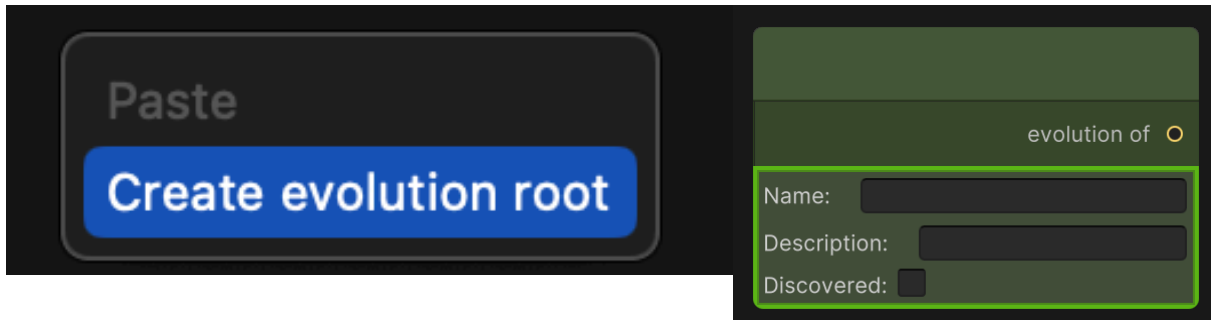 Paste
Create evolution root
evolution of
Name:
Description:
Discovered: